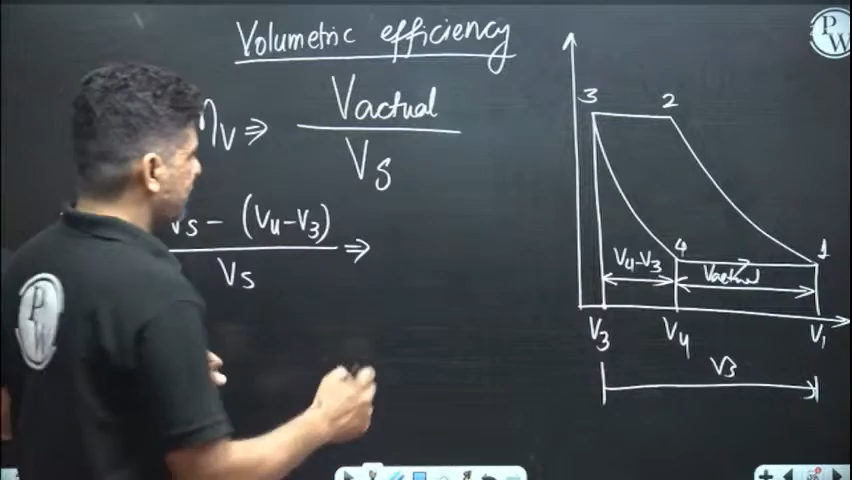 Volumetric efficiency
ηv ⇒ Vactual / Vs
Vs - (V4-V3) / Vs ⇒
3 2
4 1
V4-V3 Vactual
V3 V4 V1
V3
PW
PW